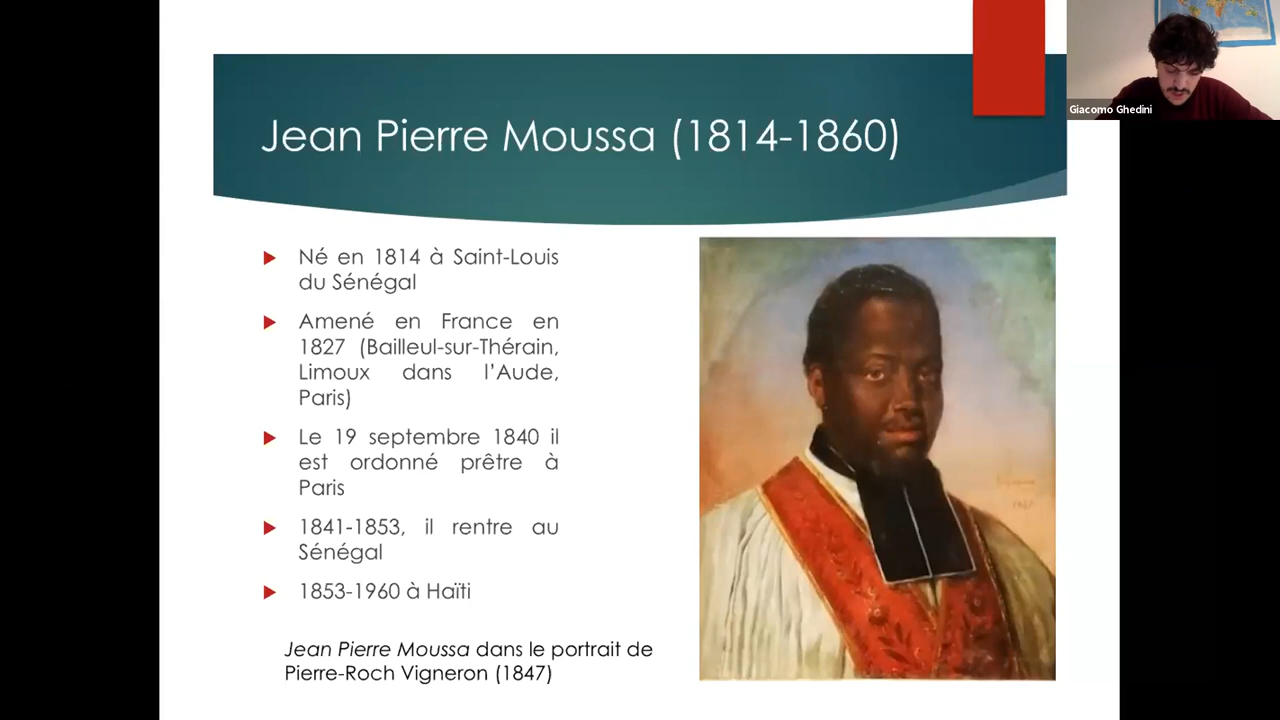 Jean Pierre Moussa (1814-1860)
Giacomo Ghedini
Né en 1814 à Saint-Louis
du Sénégal
Amené en France en
1827 (Bailleul-sur-Thérain,
Limoux dans l'Aude,
Paris)
Le 19 septembre 1840 il
est ordonné prêtre à
Paris
1841-1853, il rentre au
Sénégal
1853-1960 à Haïti
Jean Pierre Moussa dans le portrait de
Pierre-Roch Vigneron (1847)